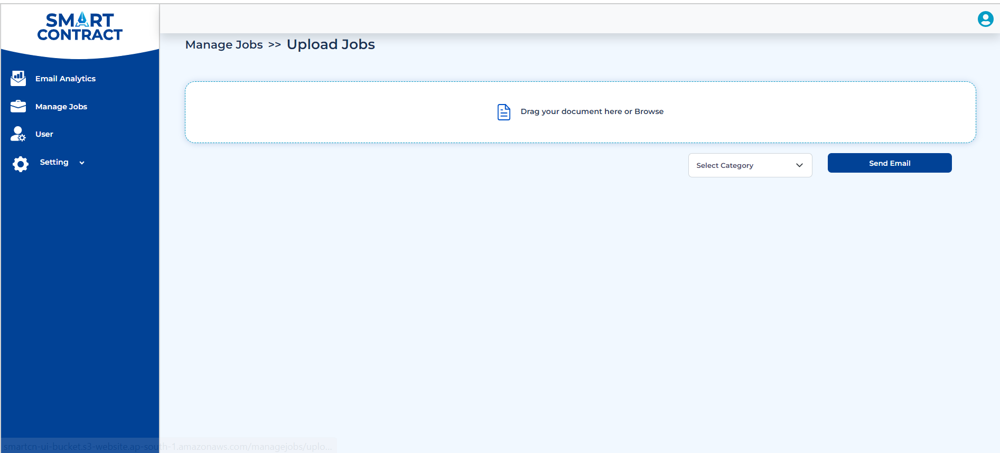 SMART
CONTRACT
Manage Jobs >> Upload Jobs
Email Analytics
Manage Jobs
User
Setting
Drag your document here or Browse
Select Category
Send Email
smartcn-ui-bucket.s3-website.ap-south-1.amazonaws.com/managejobs/uplo...